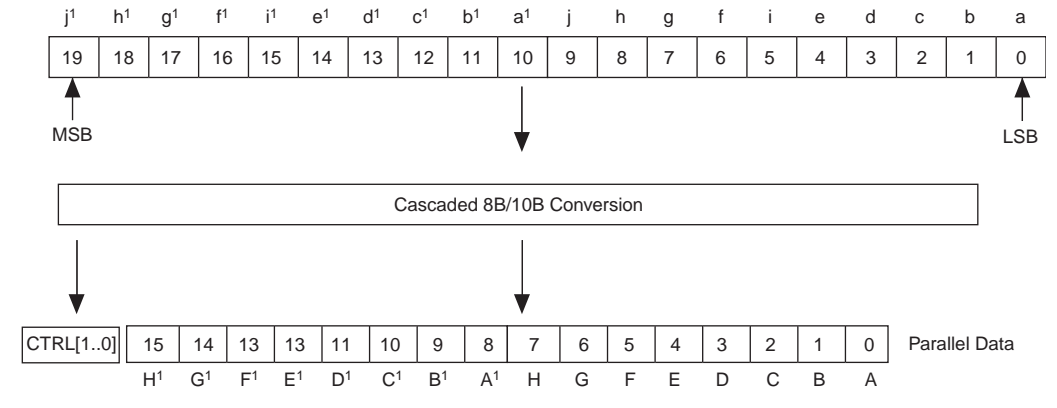 j¹ h¹ g¹ f¹ i¹ e¹ d¹ c¹ b¹ a¹ j h g f i e d c b a
19 18 17 16 15 14 13 12 11 10 9 8 7 6 5 4 3 2 1 0
MSB LSB
Cascaded 8B/10B Conversion
CTRL[1..0] 15 14 13 13 11 10 9 8 7 6 5 4 3 2 1 0 Parallel Data
H¹ G¹ F¹ E¹ D¹ C¹ B¹ A¹ H G F E D C B A